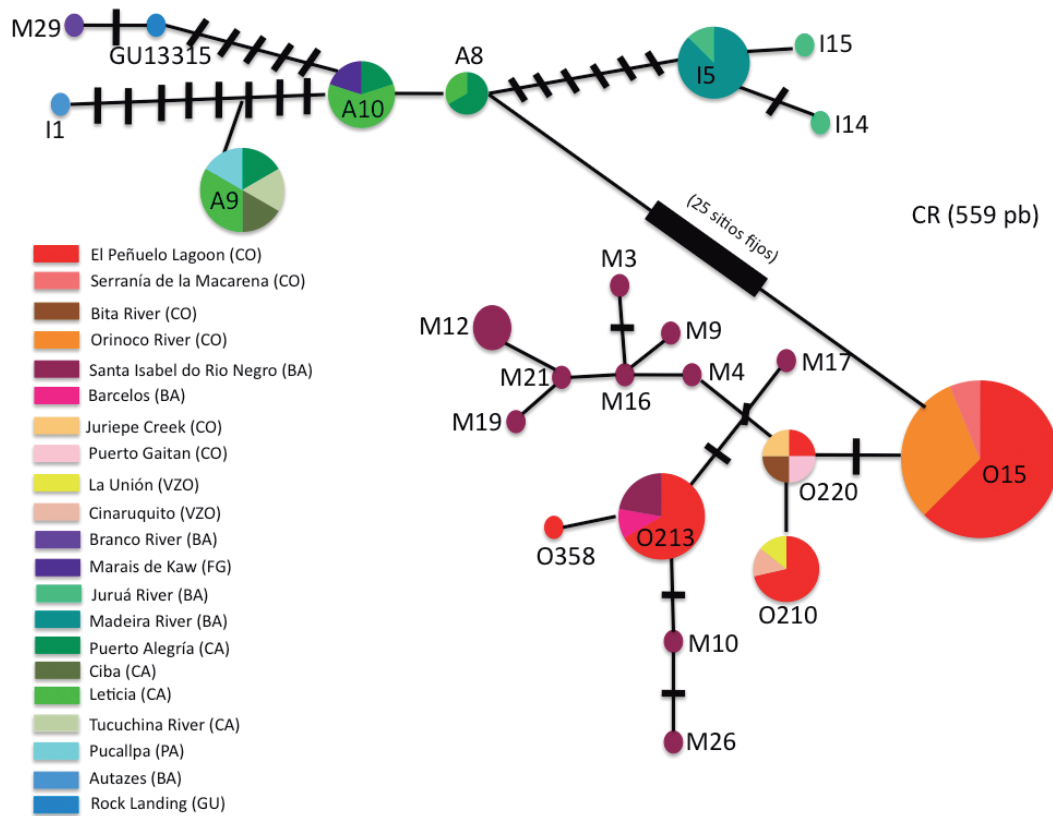 M29
GU13315
A8
I15
I5
A10
I1
I14
A9
(25 sitios fijos)
CR (559 pb)
M3
M12
M9
M17
M21
M4
M16
M19
O15
O220
O213
O358
O210
M10
M26
El Peñuelo Lagoon (CO)
Serranía de la Macarena (CO)
Bita River (CO)
Orinoco River (CO)
Santa Isabel do Rio Negro (BA)
Barcelos (BA)
Juriepe Creek (CO)
Puerto Gaitan (CO)
La Unión (VZO)
Cinaruquito (VZO)
Branco River (BA)
Marais de Kaw (FG)
Juruá River (BA)
Madeira River (BA)
Puerto Alegría (CA)
Ciba (CA)
Leticia (CA)
Tucuchina River (CA)
Pucallpa (PA)
Autazes (BA)
Rock Landing (GU)